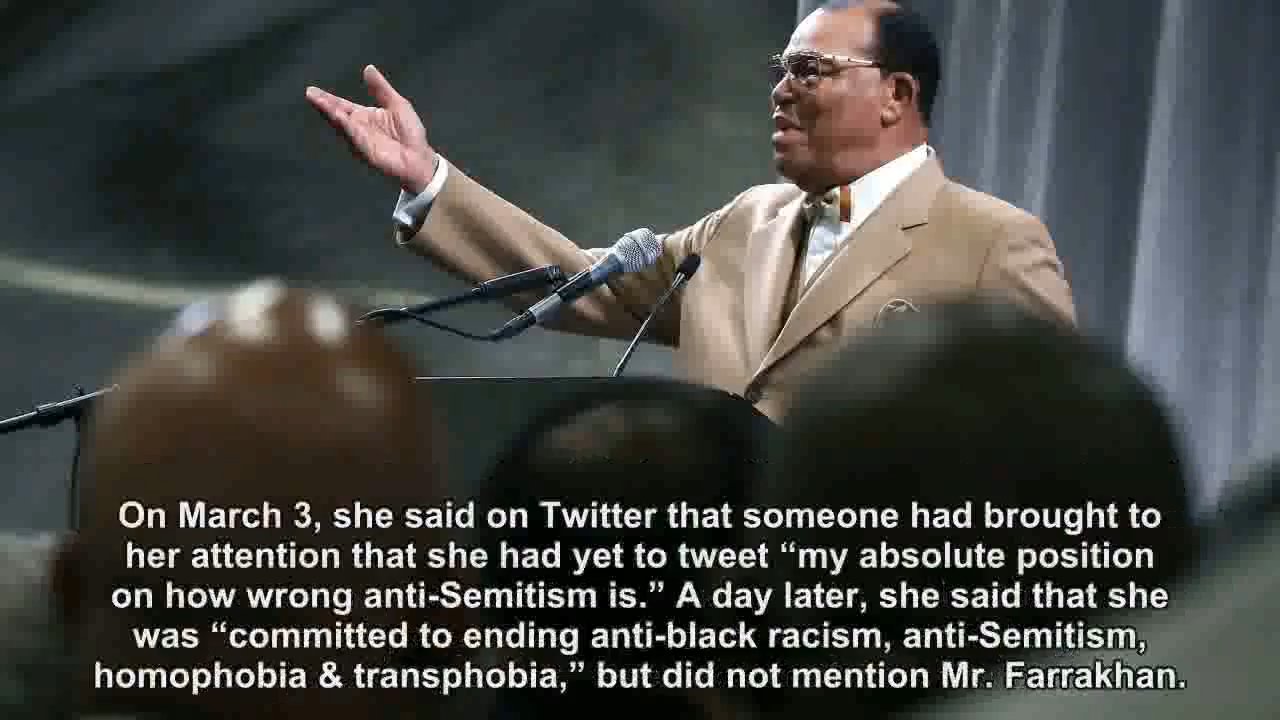 On March 3, she said on Twitter that someone had brought to
her attention that she had yet to tweet “my absolute position
on how wrong anti-Semitism is.” A day later, she said that she
was “committed to ending anti-black racism, anti-Semitism,
homophobia & transphobia,” but did not mention Mr. Farrakhan.